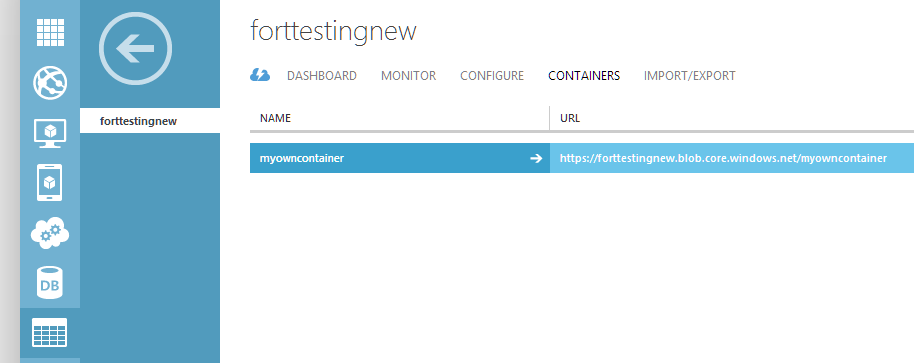 forttestingnew
DASHBOARD MONITOR CONFIGURE CONTAINERS IMPORT/EXPORT
forttestingnew
NAME URL
myowncontainer https://forttestingnew.blob.core.windows.net/myowncontainer
DB